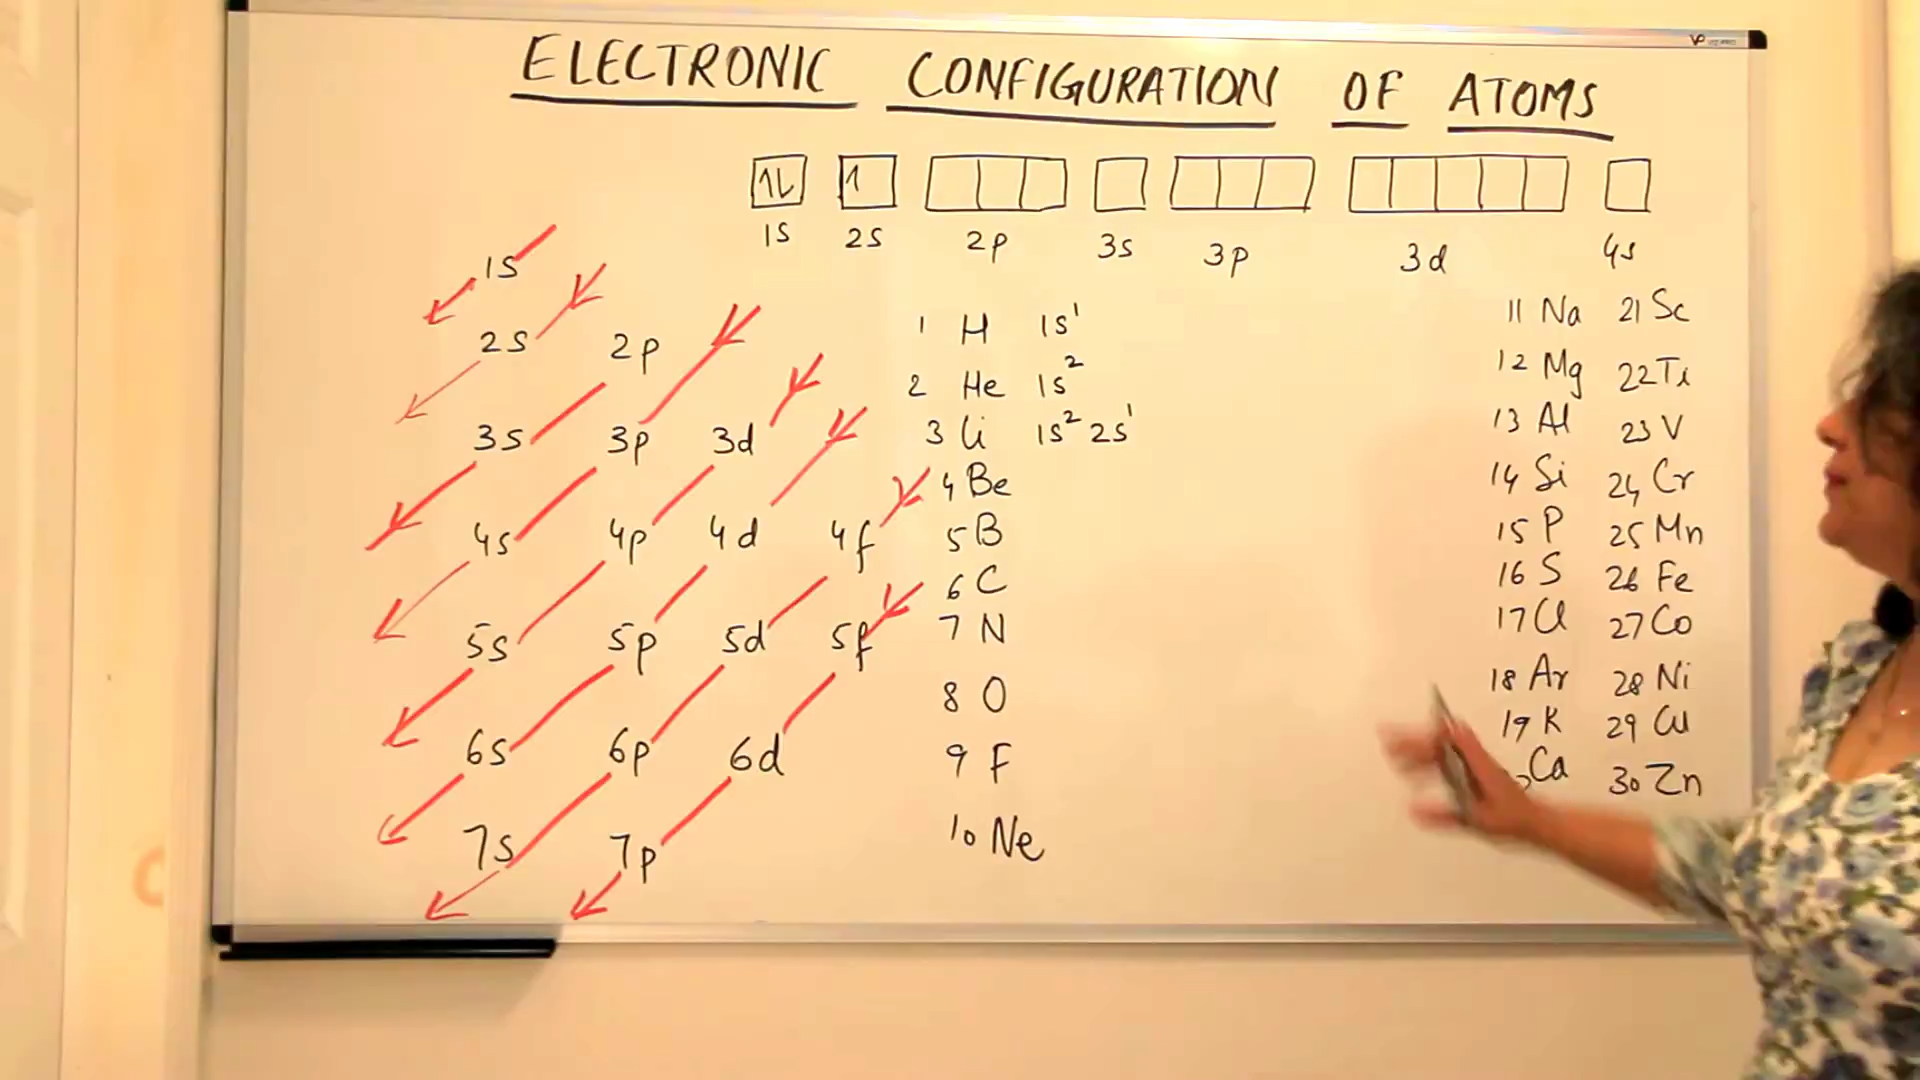 ELECTRONIC CONFIGURATION OF ATOMS
1s 2s 2p 3s 3p 3d 4s
1s
2s 2p
3s 3p 3d
4s 4p 4d 4f
5s 5p 5d 5f
6s 6p 6d
7s 7p
1 H 1s¹
2 He 1s²
3 Li 1s² 2s¹
4 Be
5 B
6 C
7 N
8 O
9 F
10 Ne
11 Na
12 Mg
13 Al
14 Si
15 P
16 S
17 Cl
18 Ar
19 K
Ca
21 Sc
22 Ti
23 V
24 Cr
25 Mn
26 Fe
27 Co
28 Ni
29 Cu
30 Zn